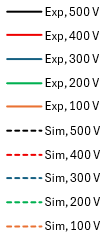 Exp, 500 V
Exp, 400 V
Exp, 300 V
Exp, 200 V
Exp, 100 V
Sim, 500 V
Sim, 400 V
Sim, 300 V
Sim, 200 V
Sim, 100 V